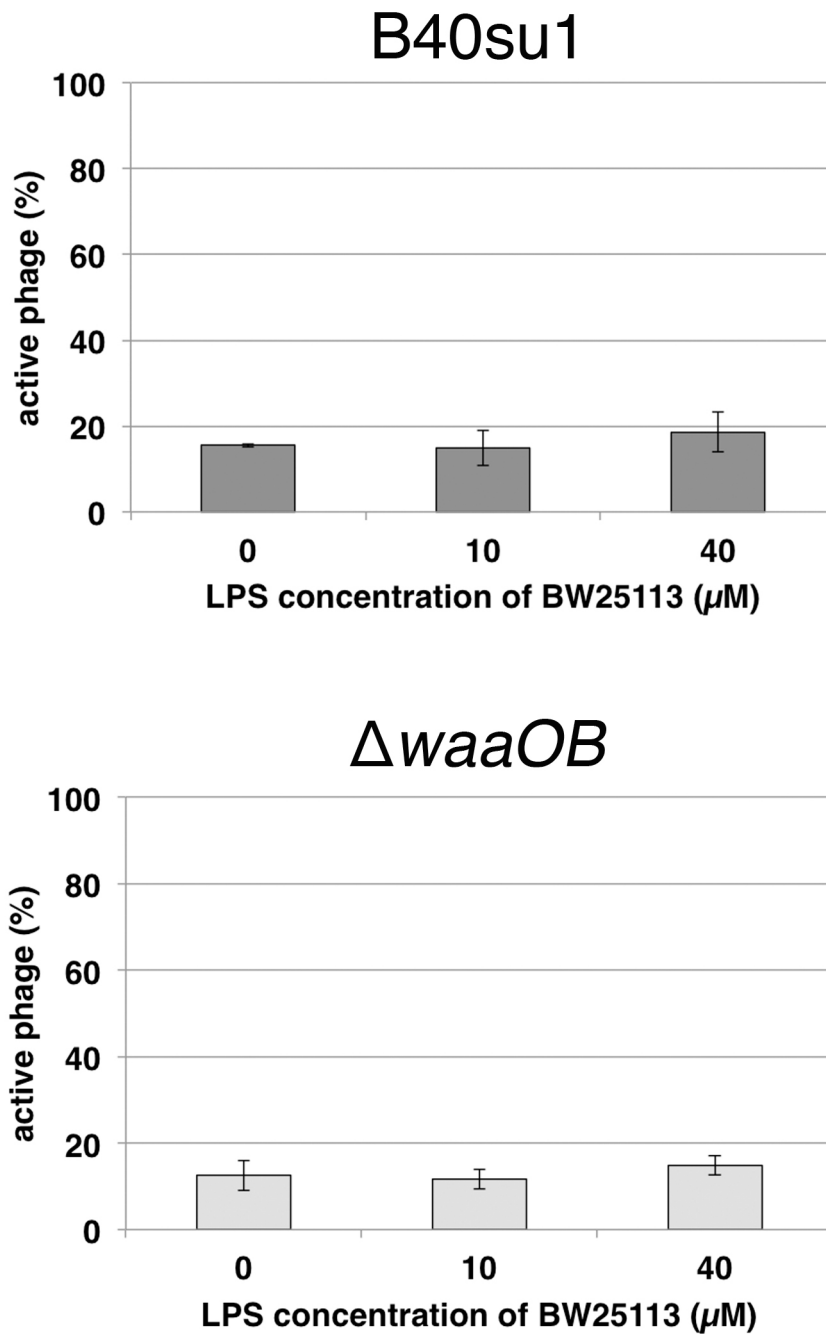 B40su1
100
80
60
40
20
0
active phage (%)
0 10 40
LPS concentration of BW25113 (µM)
ΔwaaOB
100
80
60
40
20
0
active phage (%)
0 10 40
LPS concentration of BW25113 (µM)